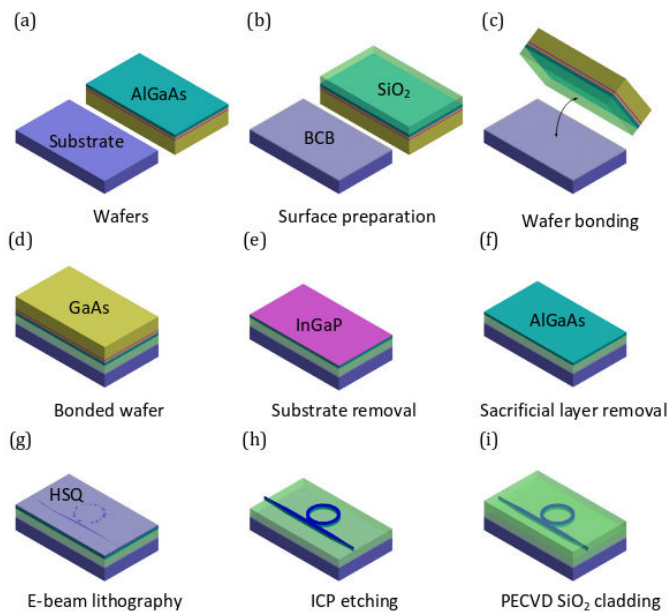 (a)
(b)
(c)
AlGaAs
SiO₂
Substrate
BCB
Wafers
Surface preparation
Wafer bonding
(d)
(e)
(f)
GaAs
InGaP
AlGaAs
Bonded wafer
Substrate removal
Sacrificial layer removal
(g)
(h)
(i)
HSQ
E-beam lithography
ICP etching
PECVD SiO₂ cladding